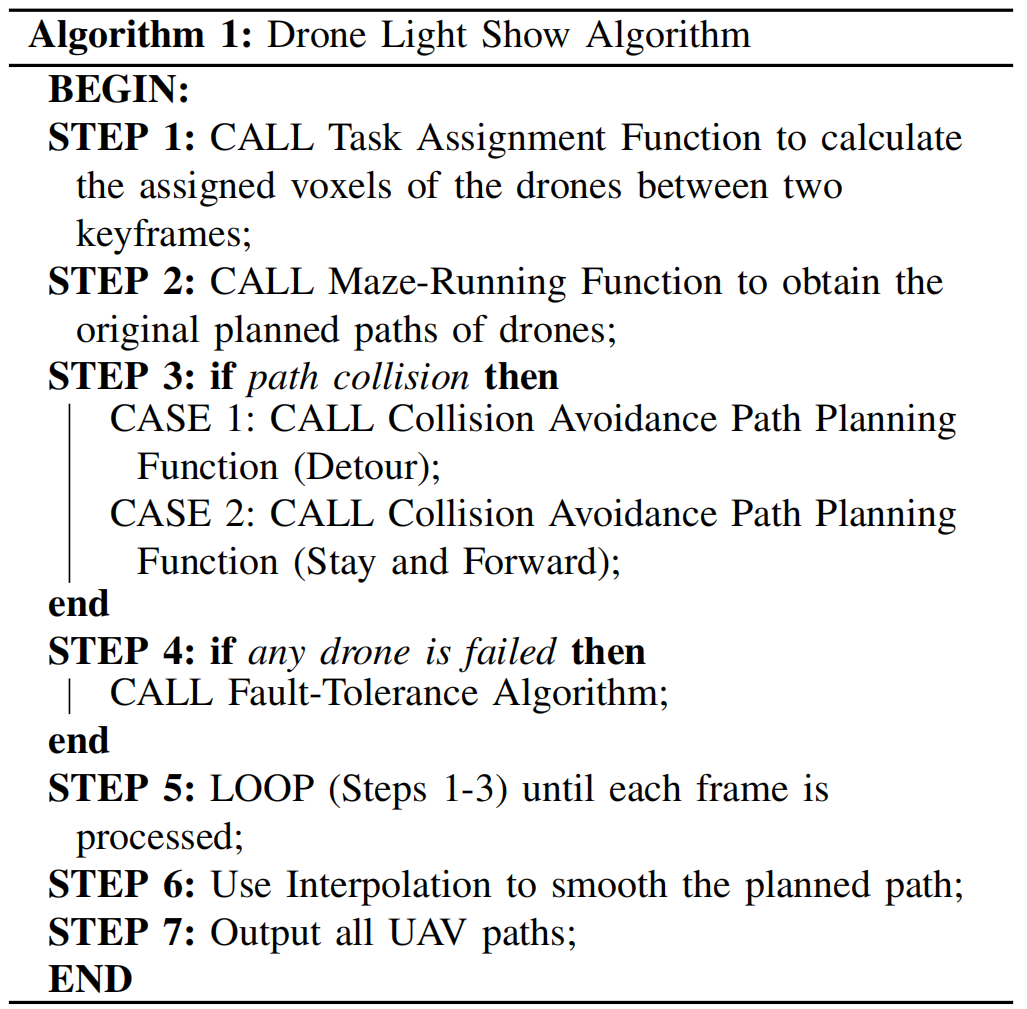 Algorithm 1: Drone Light Show Algorithm
BEGIN:
STEP 1: CALL Task Assignment Function to calculate
the assigned voxels of the drones between two
keyframes;
STEP 2: CALL Maze-Running Function to obtain the
original planned paths of drones;
STEP 3: if path collision then
CASE 1: CALL Collision Avoidance Path Planning
Function (Detour);
CASE 2: CALL Collision Avoidance Path Planning
Function (Stay and Forward);
end
STEP 4: if any drone is failed then
CALL Fault-Tolerance Algorithm;
end
STEP 5: LOOP (Steps 1-3) until each frame is
processed;
STEP 6: Use Interpolation to smooth the planned path;
STEP 7: Output all UAV paths;
END